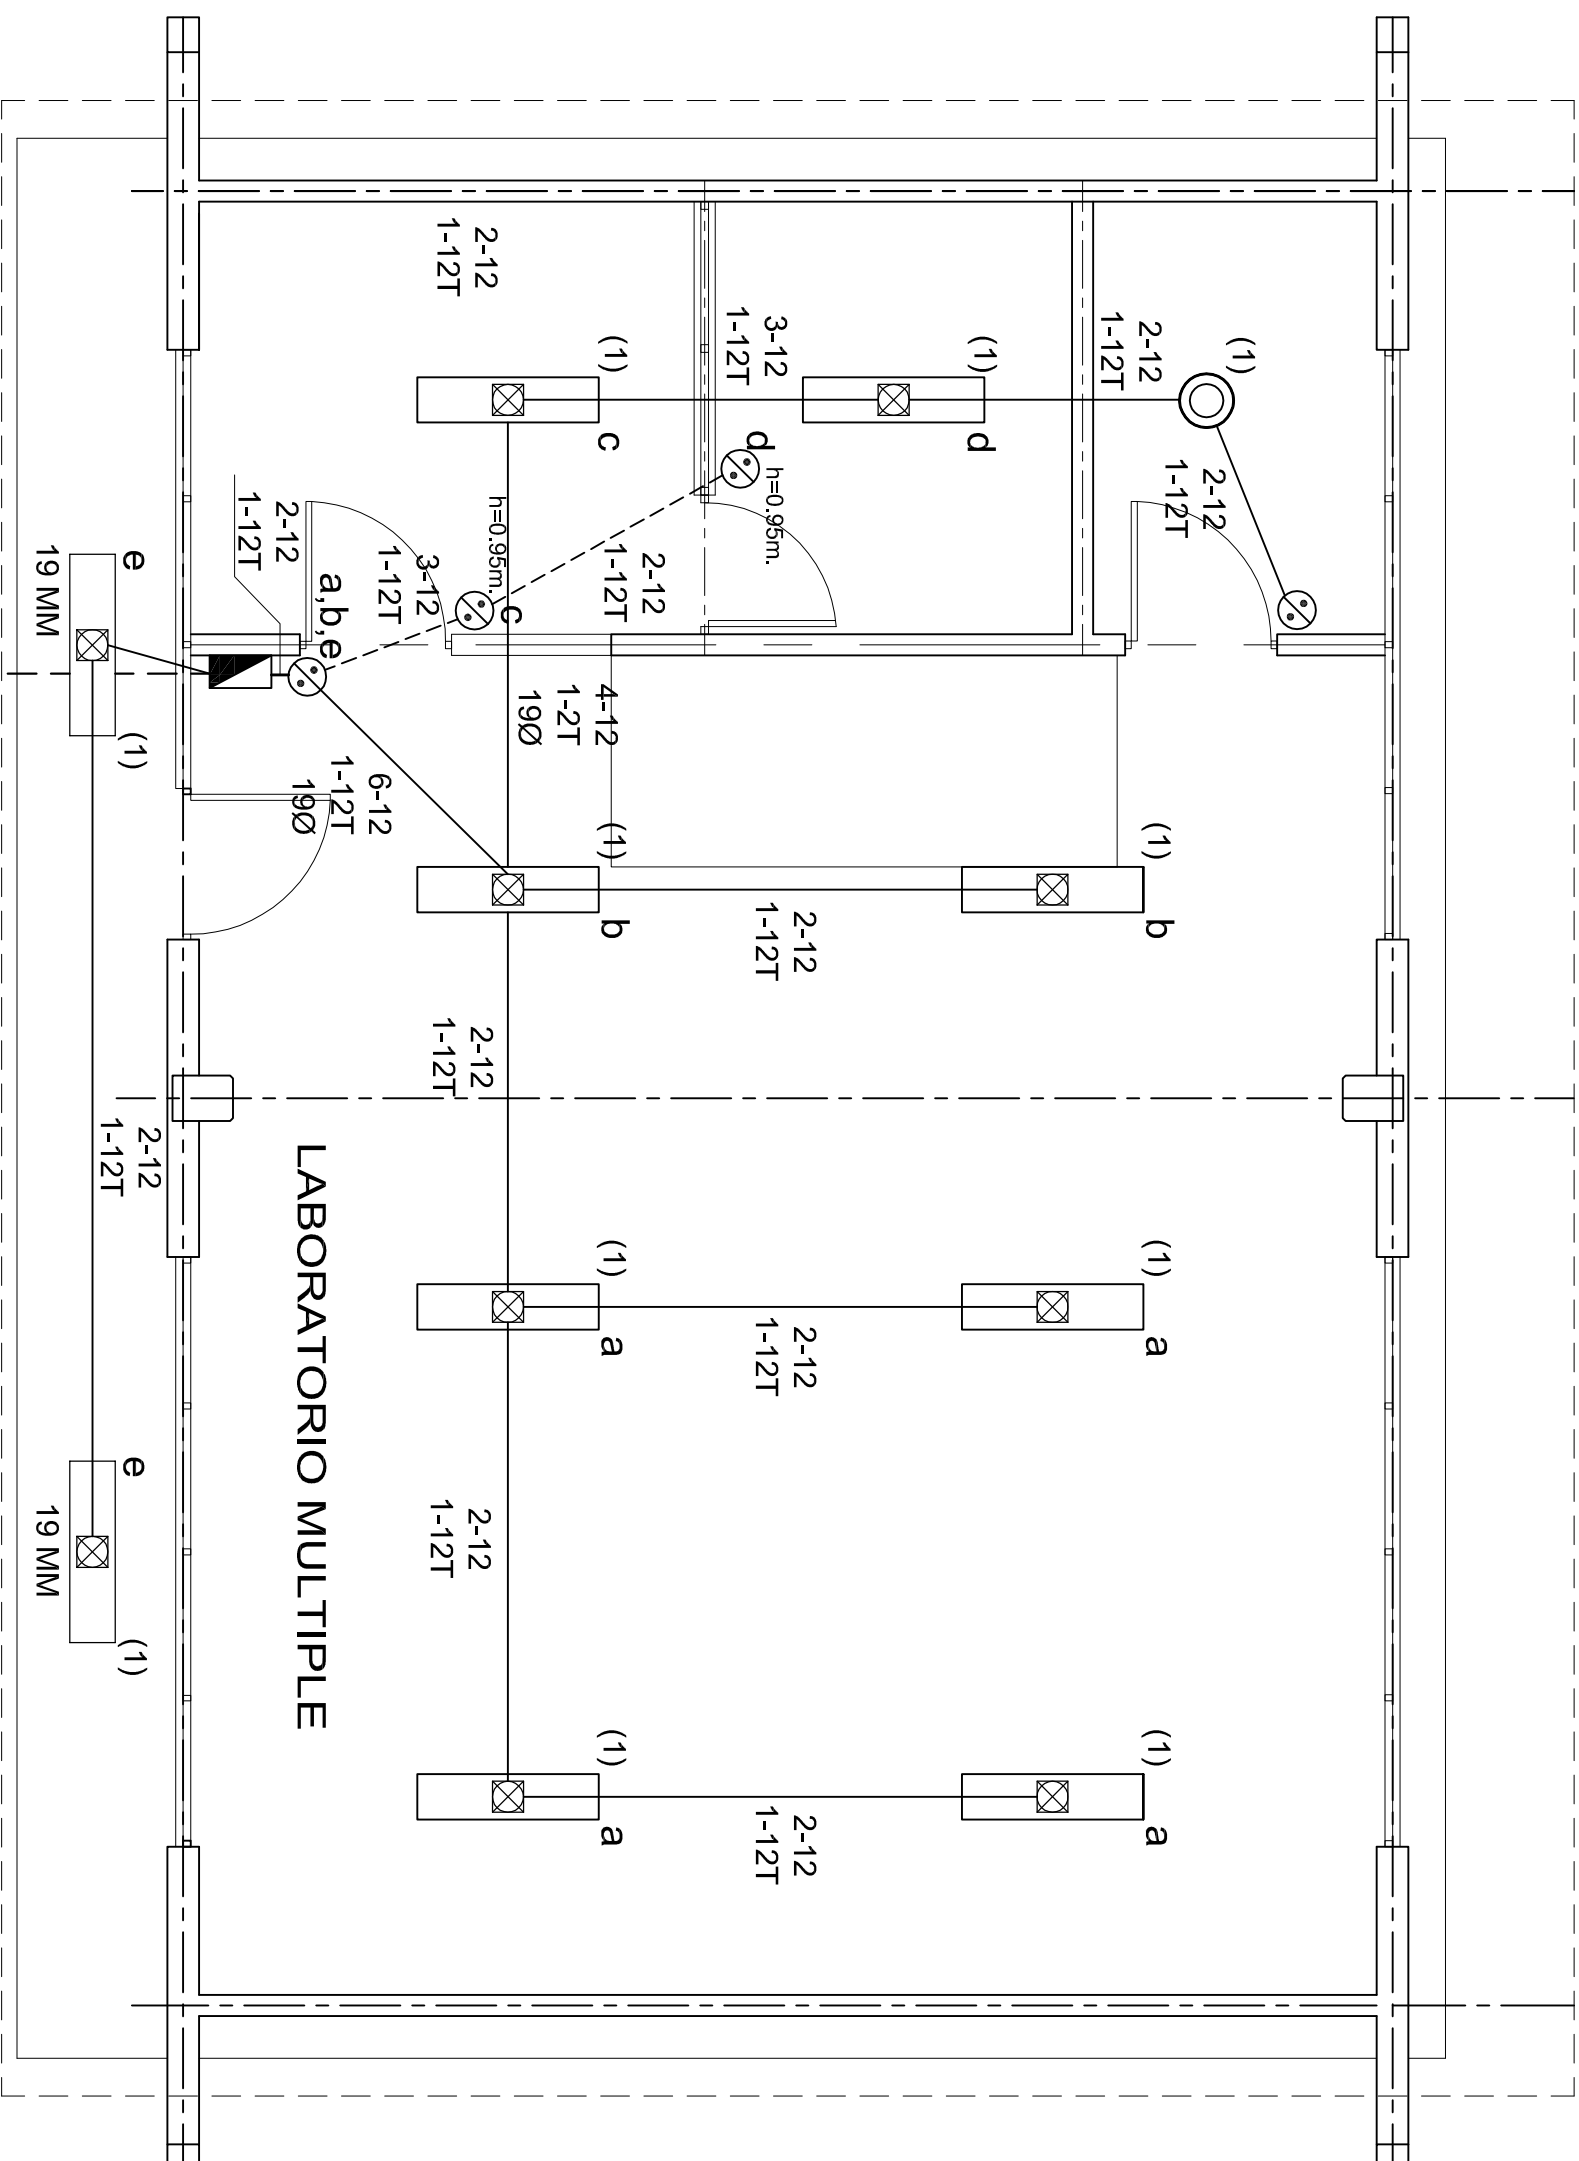 2-12
1-12T
(1)
c
3-12
1-12T
(1)
d
2-12
1-12T
(1)
2-12
1-12T
d
h=0.95m.
h=0.95m.
c
2-12
1-12T
2-12
1-12T
3-12
1-12T
a,b,e
e
19 MM
(1)
4-12
1-2T
19Ø
6-12
1-12T
19Ø
(1)
b
(1)
b
2-12
1-12T
2-12
1-12T
2-12
1-12T
LABORATORIO MULTIPLE
(1)
a
(1)
a
2-12
1-12T
2-12
1-12T
e
19 MM
(1)
(1)
a
(1)
a
2-12
1-12T